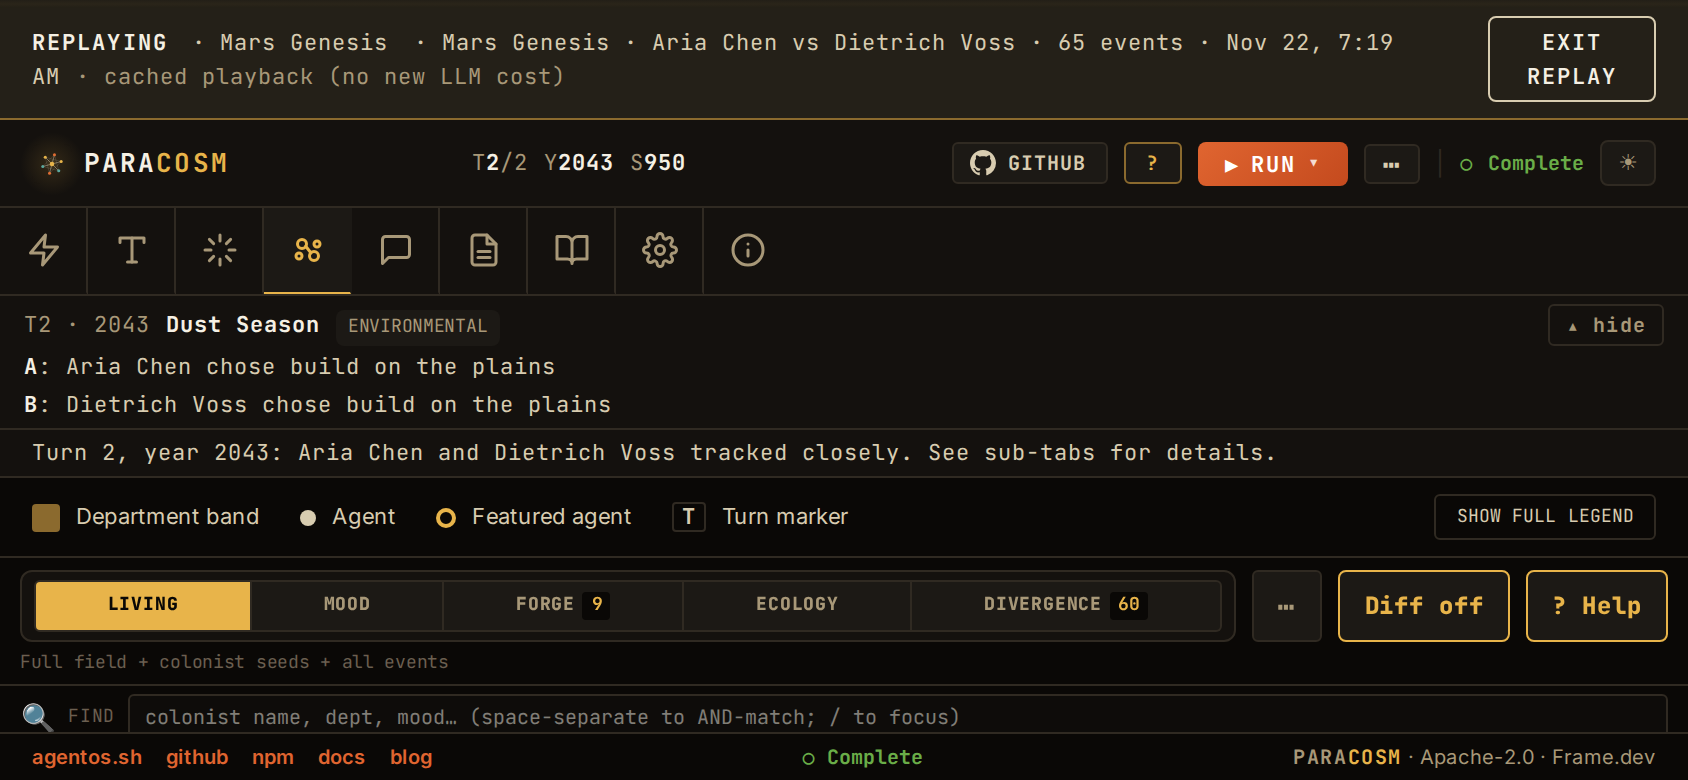 REPLAYING · Mars Genesis · Mars Genesis · Aria Chen vs Dietrich Voss · 65 events · Nov 22, 7:19
AM · cached playback (no new LLM cost)
EXIT
REPLAY
PARACOSM
T2/2 Y2043 S950
GITHUB
?
▶ RUN ▼
…
○ Complete
T2 · 2043 Dust Season ENVIRONMENTAL
▲ hide
A: Aria Chen chose build on the plains
B: Dietrich Voss chose build on the plains
Turn 2, year 2043: Aria Chen and Dietrich Voss tracked closely. See sub-tabs for details.
Department band
Agent
Featured agent
T Turn marker
SHOW FULL LEGEND
LIVING
MOOD
FORGE 9
ECOLOGY
DIVERGENCE 60
…
Diff off
? Help
Full field + colonist seeds + all events
FIND
colonist name, dept, mood… (space-separate to AND-match; / to focus)
agentos.sh github npm docs blog
○ Complete
PARACOSM · Apache-2.0 · Frame.dev